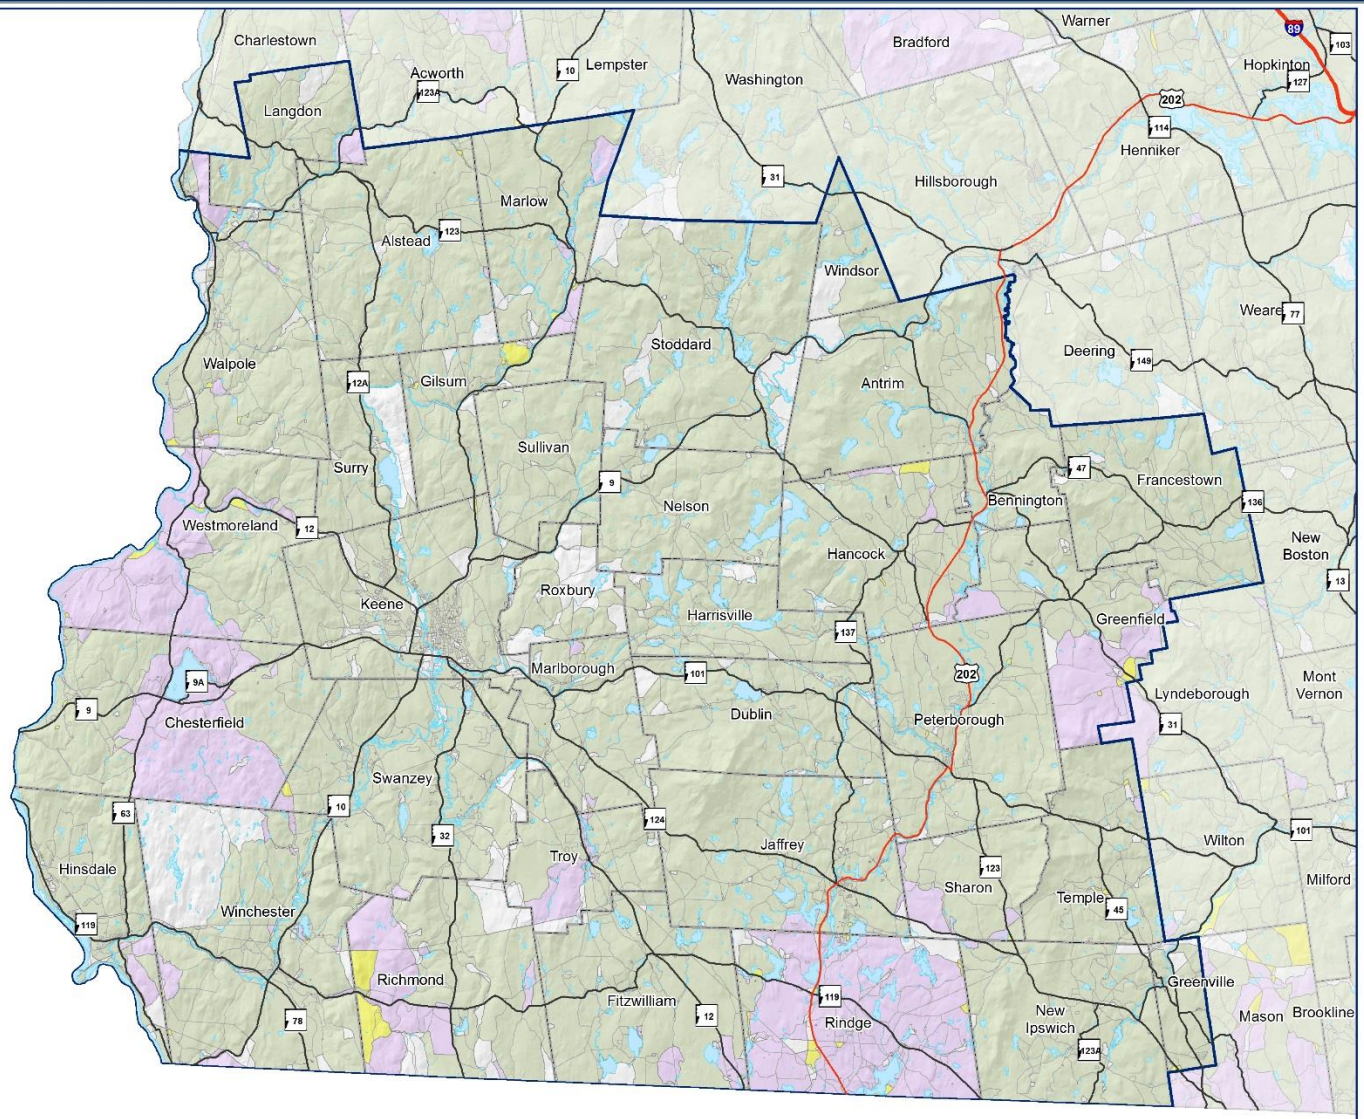 Warner
89
103
Charlestown
Bradford
Lempster
10
Hopkinton
Acworth
Washington
127
123A
202
Langdon
114
Henniker
31
Hillsborough
Marlow
123
Alstead
Windsor
Weare
77
Stoddard
Deering
149
Walpole
12A
Gilsum
Antrim
Sullivan
Surry
47
9
Francestown
Nelson
Bennington
136
Westmoreland
12
New
Boston
Hancock
13
Roxbury
Keene
Harrisville
Greenfield
137
Marlborough
101
202
9A
Mont
Vernon
Lyndeborough
9
Dublin
Chesterfield
Peterborough
31
Swanzey
10
63
124
32
101
Jaffrey
Wilton
Troy
Hinsdale
123
Milford
Sharon
Temple
45
Winchester
119
Richmond
Greenville
119
Fitzwilliam
12
New
Ipswich
Mason
Brookline
78
Rindge
123A